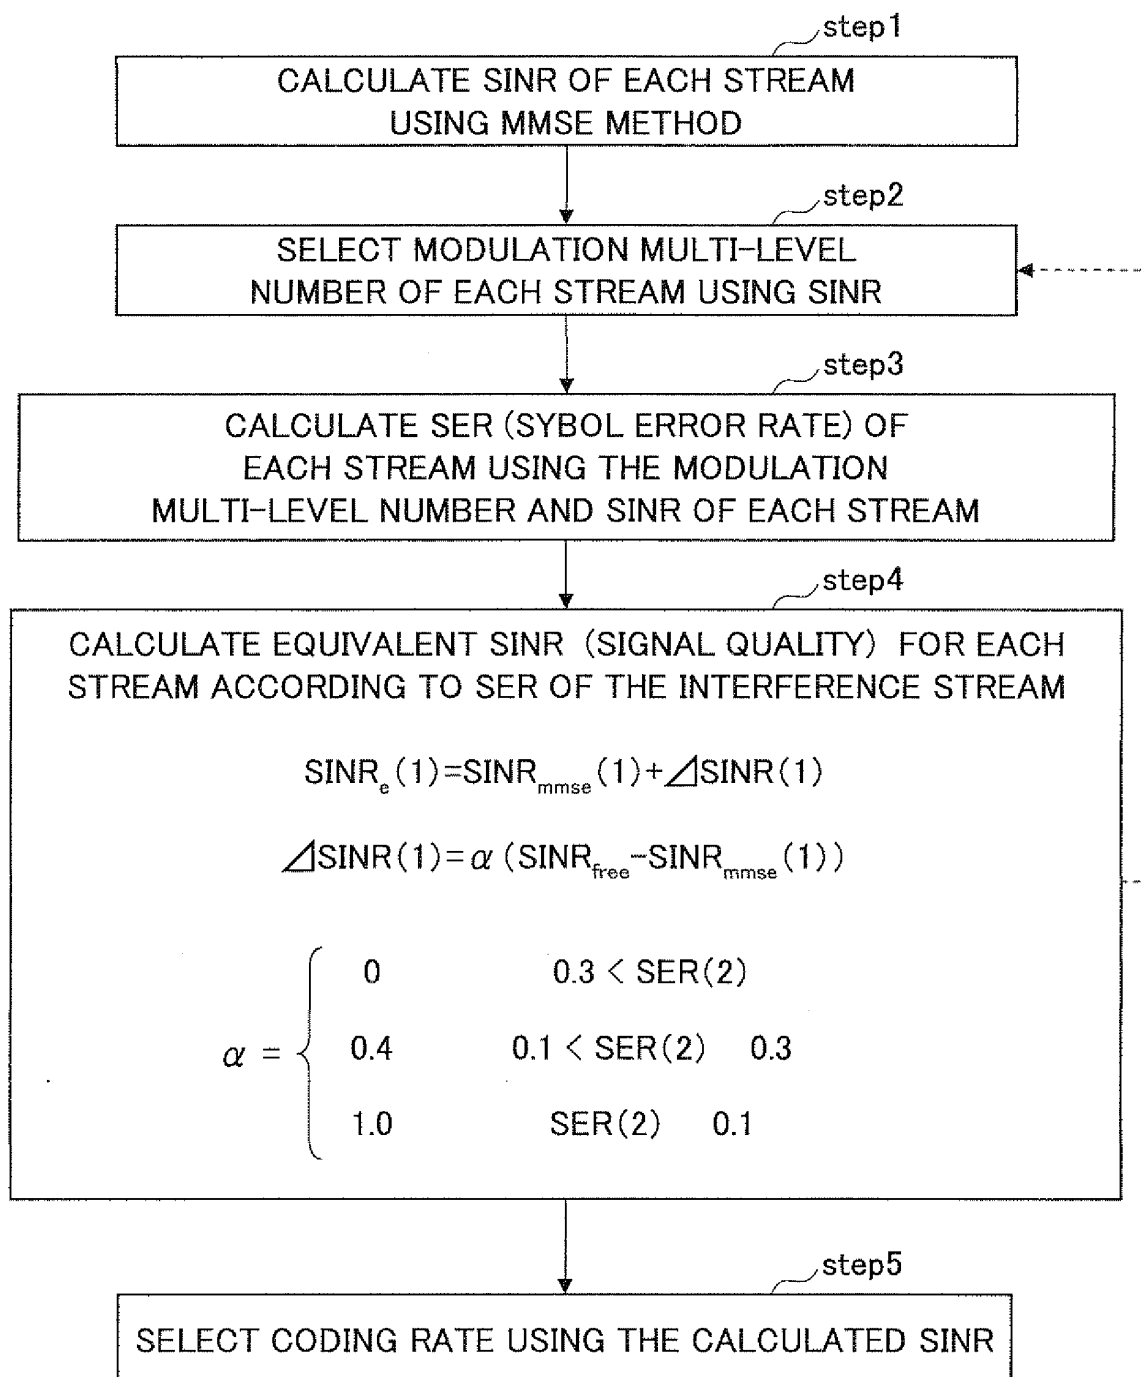 step1
CALCULATE SINR OF EACH STREAM
USING MMSE METHOD
step2
SELECT MODULATION MULTI-LEVEL
NUMBER OF EACH STREAM USING SINR
step3
CALCULATE SER (SYBOL ERROR RATE) OF
EACH STREAM USING THE MODULATION
MULTI-LEVEL NUMBER AND SINR OF EACH STREAM
step4
CALCULATE EQUIVALENT SINR (SIGNAL QUALITY) FOR EACH
STREAM ACCORDING TO SER OF THE INTERFERENCE STREAM
SINRe(1)=SINRmmse(1)+⊿SINR(1)
⊿SINR(1)=α(SINRfree-SINRmmse(1))
α = {
0 0.3 < SER(2)
0.4 0.1 < SER(2) 0.3
1.0 SER(2) 0.1
step5
SELECT CODING RATE USING THE CALCULATED SINR